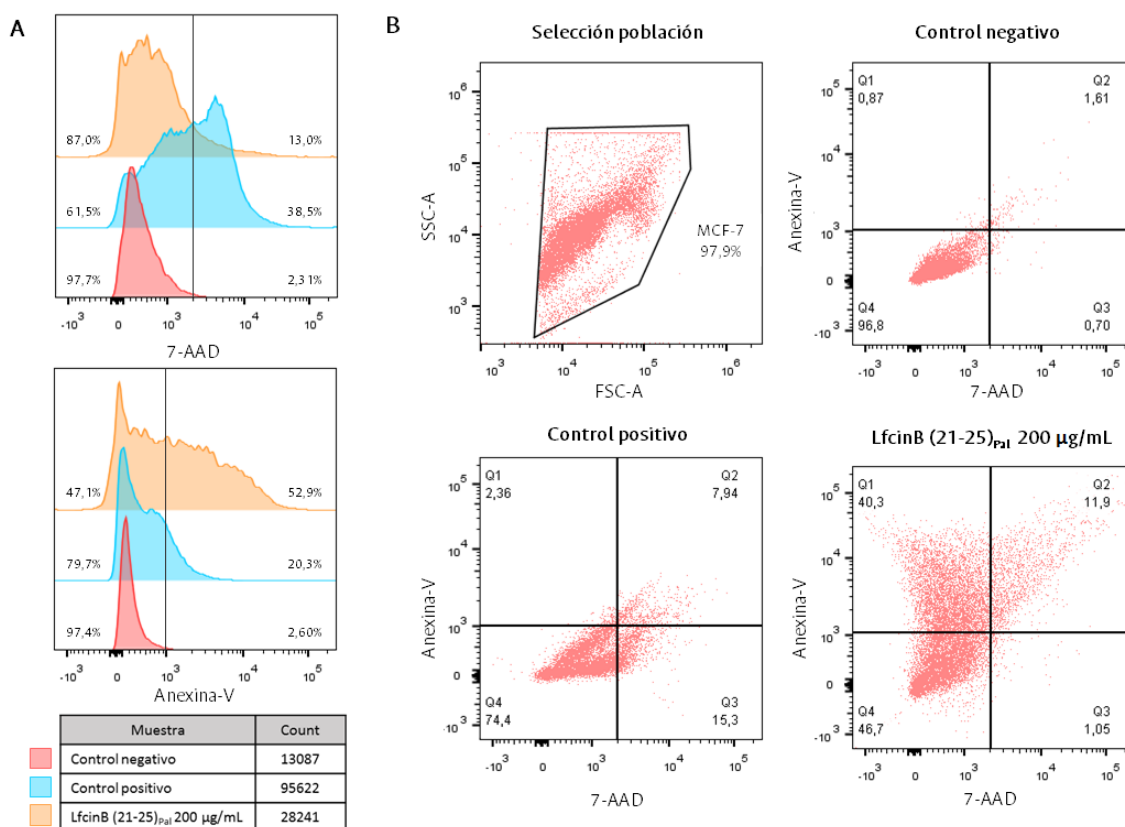 A
87,0%
13,0%
61,5%
38,5%
97,7%
2,31%
-10³ 0 10³ 10⁴ 10⁵
7-AAD
47,1%
52,9%
79,7%
20,3%
97,4%
2,60%
-10³ 0 10³ 10⁴ 10⁵
Anexina-V
Muestra Count
Control negativo 13087
Control positivo 95622
LfcinB (21-25)Pal 200 µg/mL 28241
B
Selección población
10⁶
10⁵
10⁴
10³
SSC-A
MCF-7
97,9%
10³ 10⁴ 10⁵ 10⁶
FSC-A
Control negativo
Q1
0,87
Q2
1,61
10⁵
10⁴
10³
0
-10³
Anexina-V
Q4
96,8
Q3
0,70
-10³ 0 10³ 10⁴ 10⁵
7-AAD
Control positivo
Q1
2,36
Q2
7,94
10⁵
10⁴
10³
0
-10³
Anexina-V
Q4
74,4
Q3
15,3
-10³ 0 10³ 10⁴ 10⁵
7-AAD
LfcinB (21-25)Pal 200 µg/mL
Q1
40,3
Q2
11,9
10⁵
10⁴
10³
0
-10³
Anexina-V
Q4
46,7
Q3
1,05
-10³ 0 10³ 10⁴ 10⁵
7-AAD